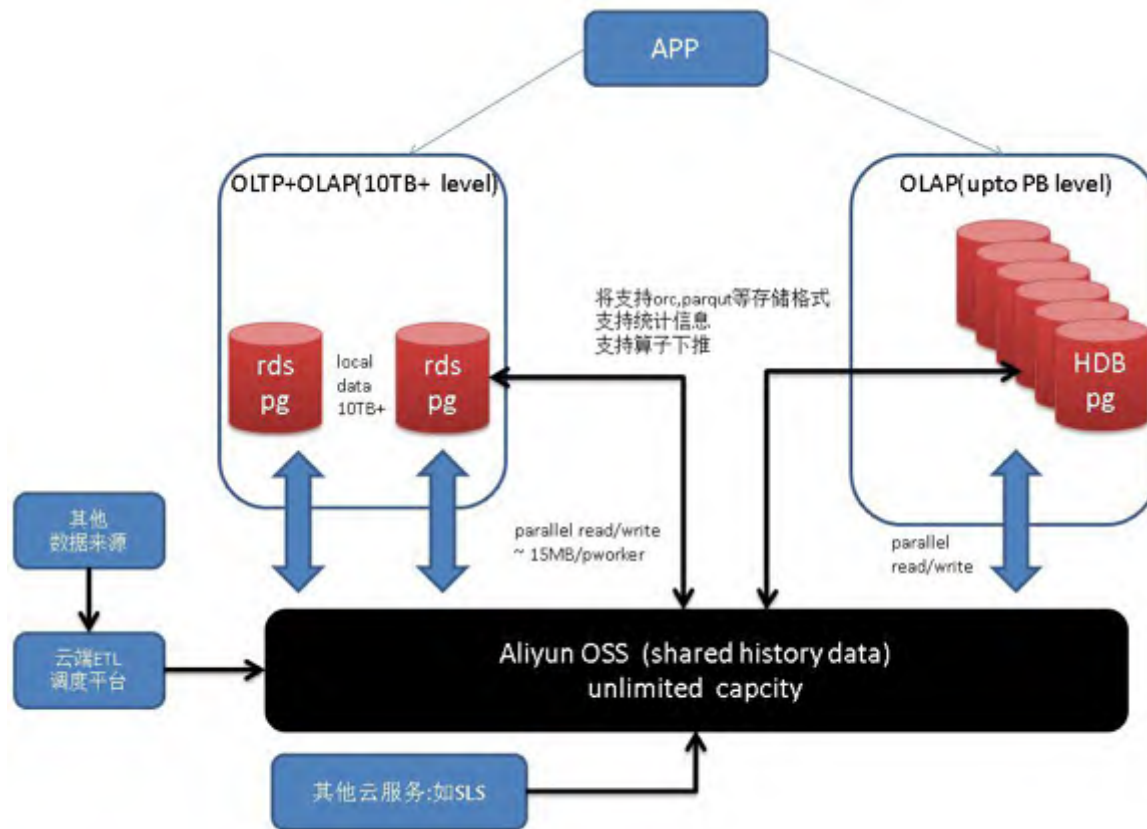 APP
OLTP+OLAP(10TB+ level)
OLAP(upto PB level)
将支持orc,parqut等存储格式
支持统计信息
支持算子下推
rds
pg
local
data
10TB+
rds
pg
HDB
pg
其他
数据来源
parallel read/write
~ 15MB/pworker
parallel
read/write
云端ETL
调度平台
Aliyun OSS (shared history data)
unlimited capcity
其他云服务:如SLS